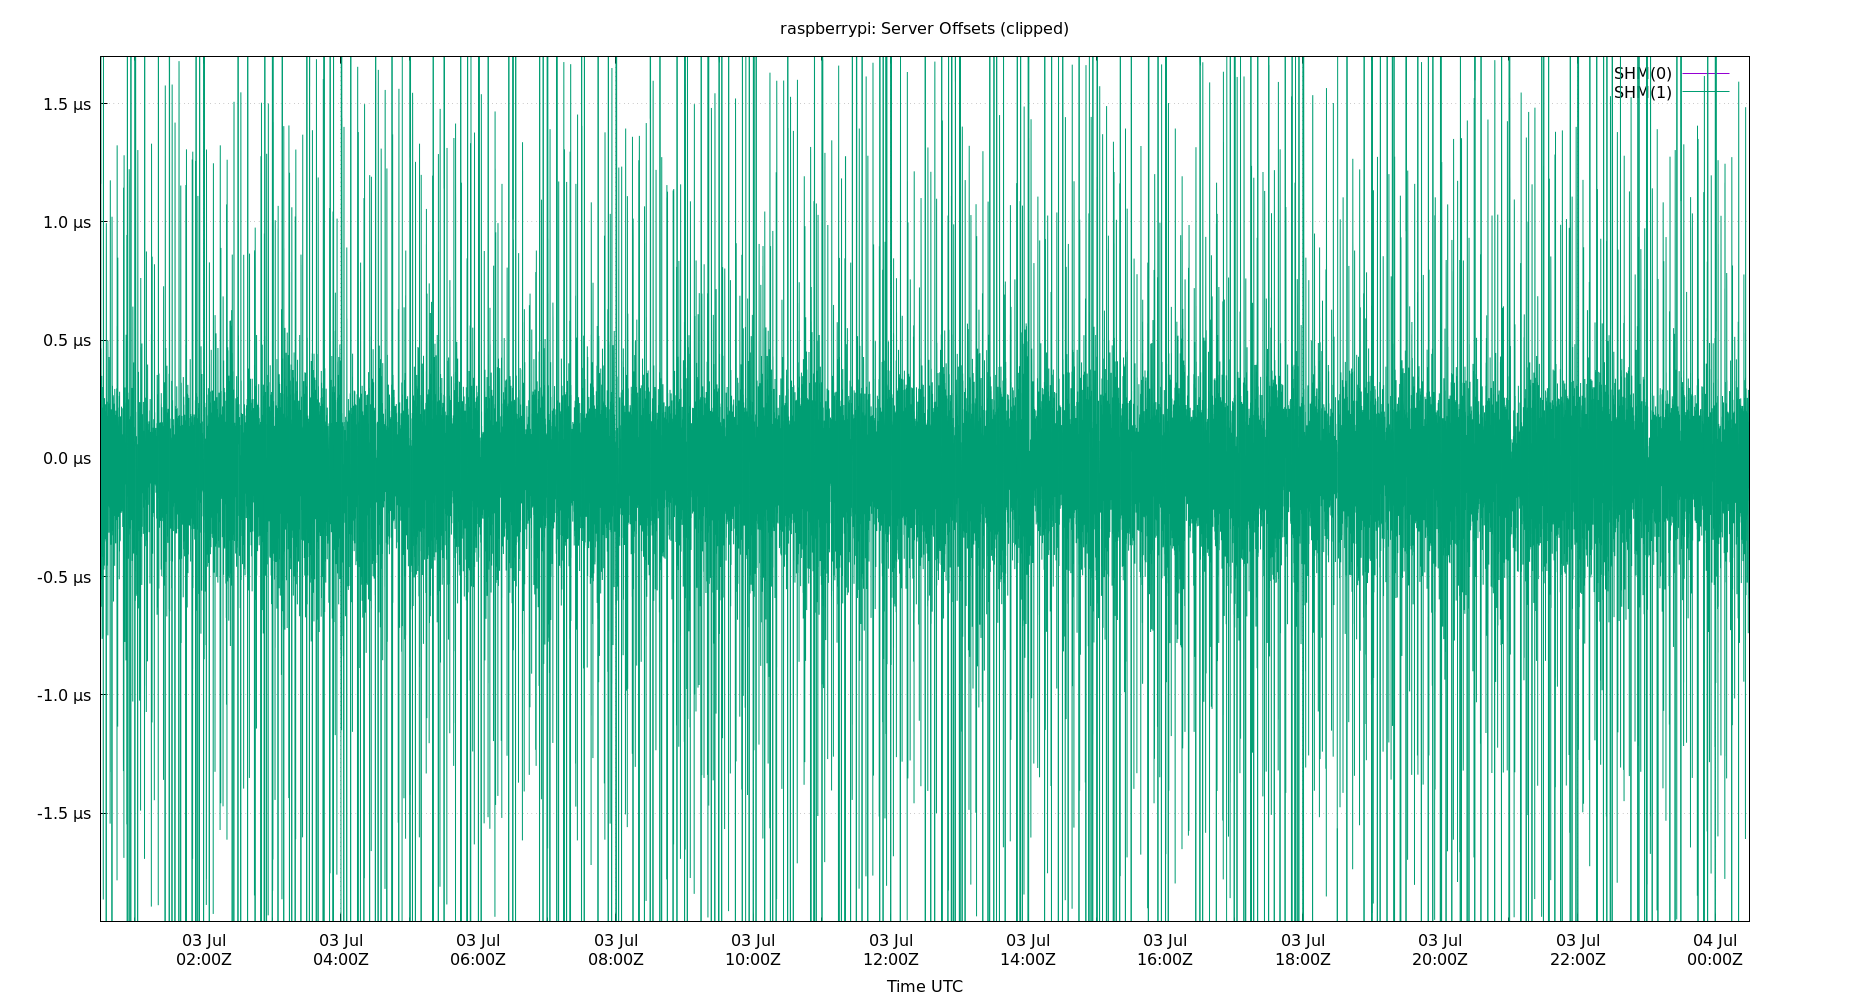 raspberrypi: Server Offsets (clipped)
SHM(0)
SHM(1)
1.5 µs
1.0 µs
0.5 µs
0.0 µs
-0.5 µs
-1.0 µs
-1.5 µs
03 Jul 03 Jul 03 Jul 03 Jul 03 Jul 03 Jul 03 Jul 03 Jul 03 Jul 03 Jul 03 Jul 04 Jul
02:00Z 04:00Z 06:00Z 08:00Z 10:00Z 12:00Z 14:00Z 16:00Z 18:00Z 20:00Z 22:00Z 00:00Z
Time UTC